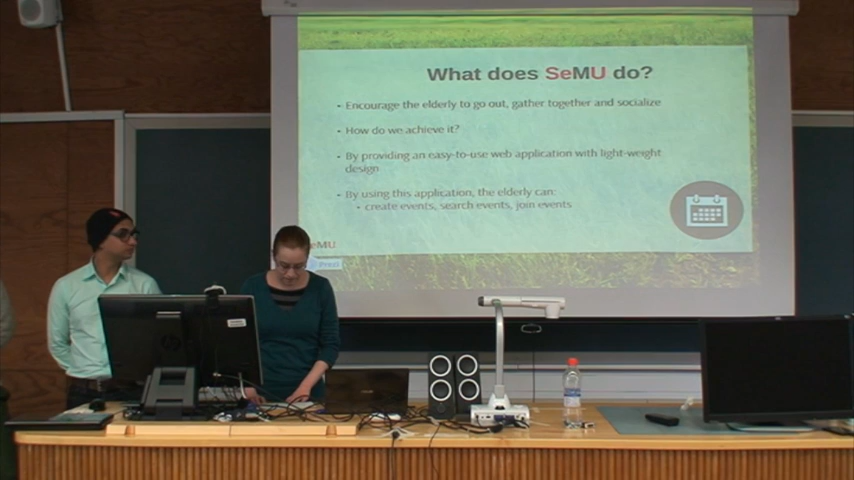 What does SeMU do?
- Encourage the elderly to go out, gather together and socialize
- How do we achieve it?
- By providing an easy-to-use web application with light-weight
design
- By using this application, the elderly can:
- create events, search events, join events
eMU
Prezi